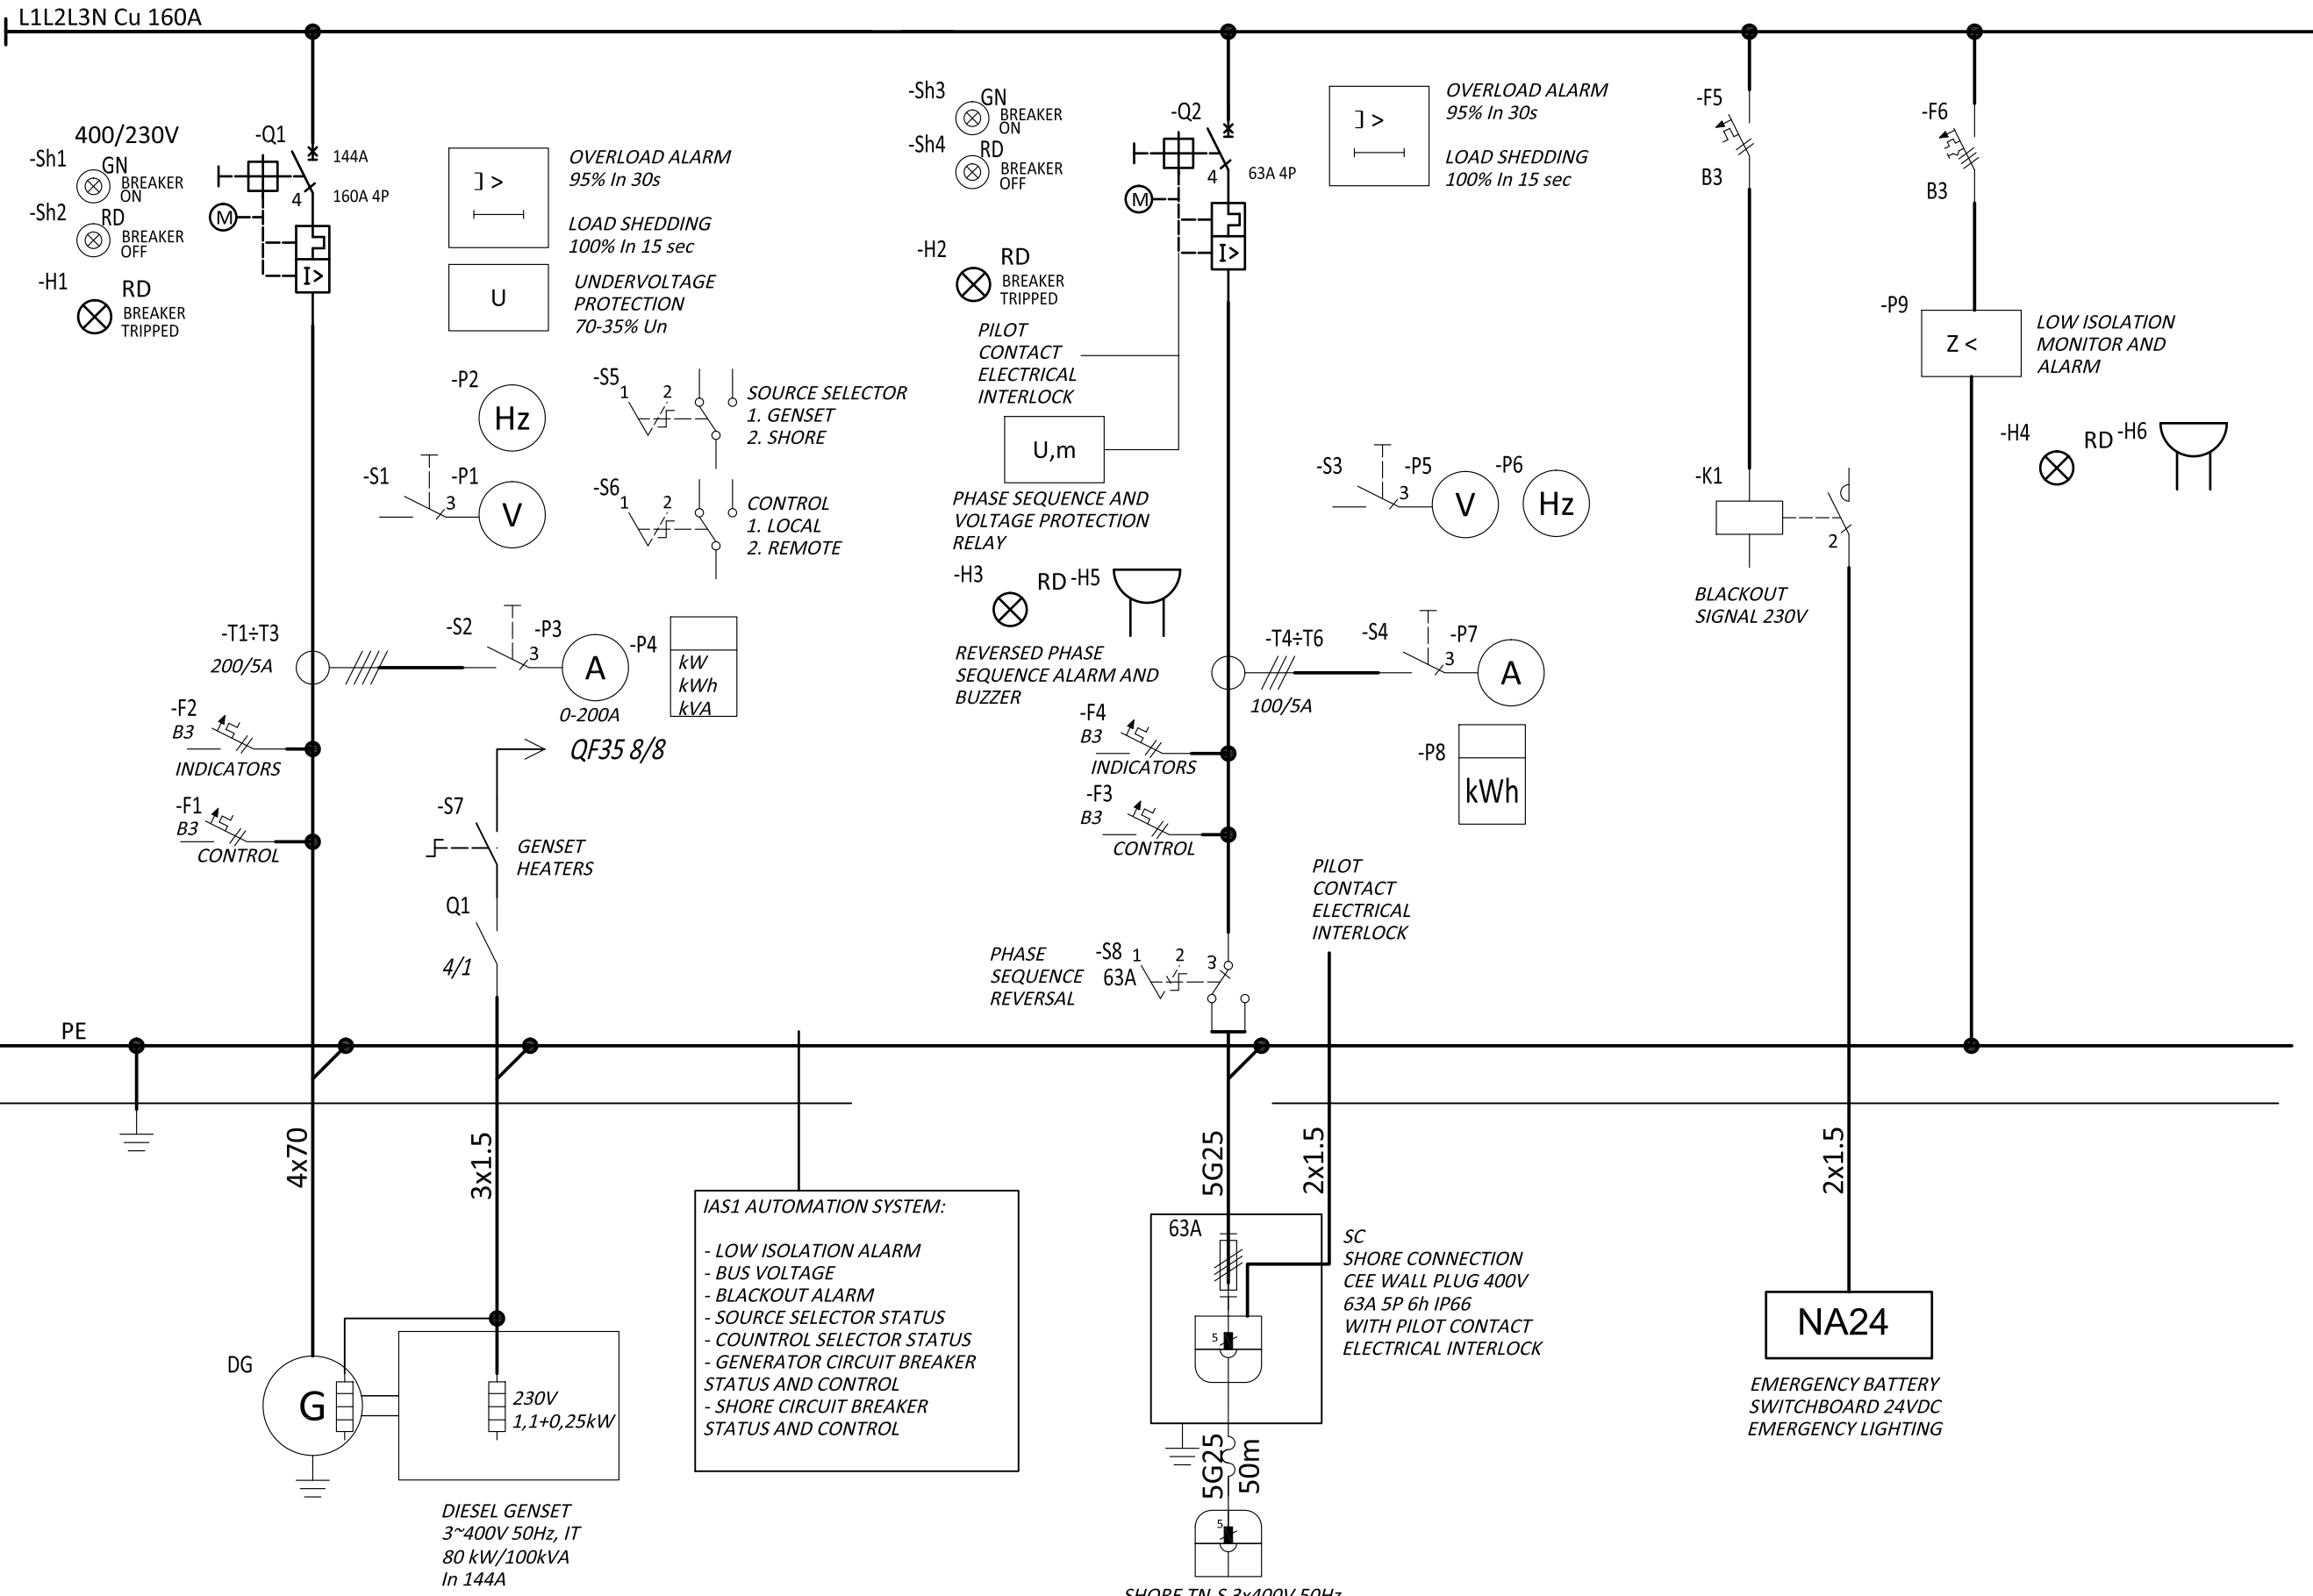 L1L2L3N Cu 160A
400/230V
-Sh1
GN
BREAKER
ON
-Sh2
RD
BREAKER
OFF
-H1
RD
BREAKER
TRIPPED
-Q1
144A
4
160A 4P
M
I>
OVERLOAD ALARM
95% In 30s
LOAD SHEDDING
100% In 15 sec
U
UNDERVOLTAGE
PROTECTION
70-35% Un
-P2
Hz
-S5
1
2
SOURCE SELECTOR
1. GENSET
2. SHORE
-S1
3
-P1
V
-S6
1
2
CONTROL
1. LOCAL
2. REMOTE
-T1÷T3
200/5A
-S2
3
-P3
A
0-200A
-P4
kW
kWh
kVA
-F2
B3
INDICATORS
-F1
B3
CONTROL
QF35 8/8
-S7
GENSET
HEATERS
Q1
4/1
-Sh3
GN
BREAKER
ON
-Sh4
RD
BREAKER
OFF
-H2
RD
BREAKER
TRIPPED
-Q2
4
63A 4P
M
I>
OVERLOAD ALARM
95% In 30s
LOAD SHEDDING
100% In 15 sec
PILOT
CONTACT
ELECTRICAL
INTERLOCK
U,m
PHASE SEQUENCE AND
VOLTAGE PROTECTION
RELAY
-H3
RD
-H5
REVERSED PHASE
SEQUENCE ALARM AND
BUZZER
-S3
3
-P5
V
-P6
Hz
-T4÷T6
100/5A
-S4
3
-P7
A
-P8
kWh
-F4
B3
INDICATORS
-F3
B3
CONTROL
PILOT
CONTACT
ELECTRICAL
INTERLOCK
PHASE
SEQUENCE
REVERSAL
-S8
63A
1
2
3
-F5
B3
-K1
2
BLACKOUT
SIGNAL 230V
-F6
B3
-P9
Z <
LOW ISOLATION
MONITOR AND
ALARM
-H4
RD
-H6
PE
4x70
3x1.5
5G25
2x1.5
2x1.5
DG
G
230V
1,1+0,25kW
DIESEL GENSET
3~400V 50Hz, IT
80 kW/100kVA
In 144A
IAS1 AUTOMATION SYSTEM:
- LOW ISOLATION ALARM
- BUS VOLTAGE
- BLACKOUT ALARM
- SOURCE SELECTOR STATUS
- COUNTROL SELECTOR STATUS
- GENERATOR CIRCUIT BREAKER
STATUS AND CONTROL
- SHORE CIRCUIT BREAKER
STATUS AND CONTROL
63A
5
SC
SHORE CONNECTION
CEE WALL PLUG 400V
63A 5P 6h IP66
WITH PILOT CONTACT
ELECTRICAL INTERLOCK
5G25
50m
5
SHORE TN-S 3x400V 50Hz
NA24
EMERGENCY BATTERY
SWITCHBOARD 24VDC
EMERGENCY LIGHTING